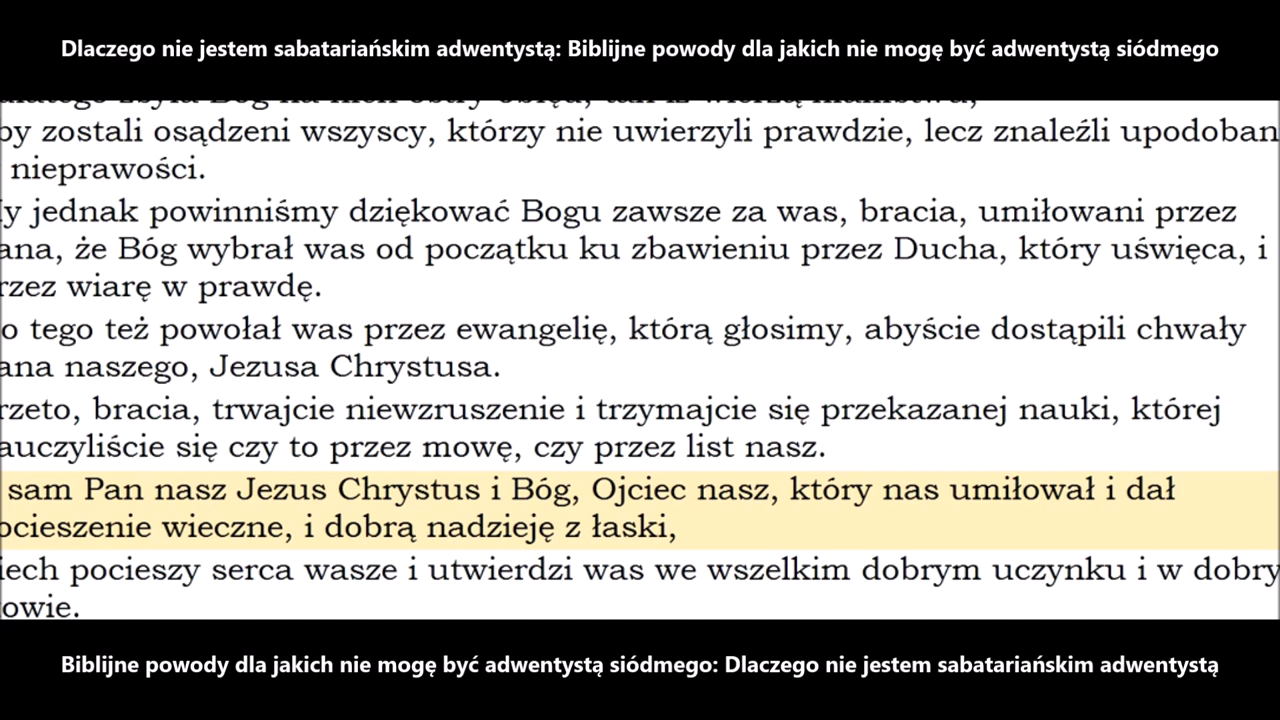 Dlaczego nie jestem sabatariańskim adwentystą: Biblijne powody dla jakich nie mogę być adwentystą siódmego
by zostali osądzeni wszyscy, którzy nie uwierzyli prawdzie, lecz znaleźli upodoban
nieprawości.
y jednak powinniśmy dziękować Bogu zawsze za was, bracia, umiłowani przez
ana, że Bóg wybrał was od początku ku zbawieniu przez Ducha, który uświęca, i
rzez wiarę w prawdę.
o tego też powołał was przez ewangelię, którą głosimy, abyście dostąpili chwały
ana naszego, Jezusa Chrystusa.
rzeto, bracia, trwajcie niewzruszenie i trzymajcie się przekazanej nauki, której
auczyliście się czy to przez mowę, czy przez list nasz.
sam Pan nasz Jezus Chrystus i Bóg, Ojciec nasz, który nas umiłował i dał
ocieszenie wieczne, i dobrą nadzieję z łaski,
iech pocieszy serca wasze i utwierdzi was we wszelkim dobrym uczynku i w dobry
owie.
Biblijne powody dla jakich nie mogę być adwentystą siódmego: Dlaczego nie jestem sabatariańskim adwentystą